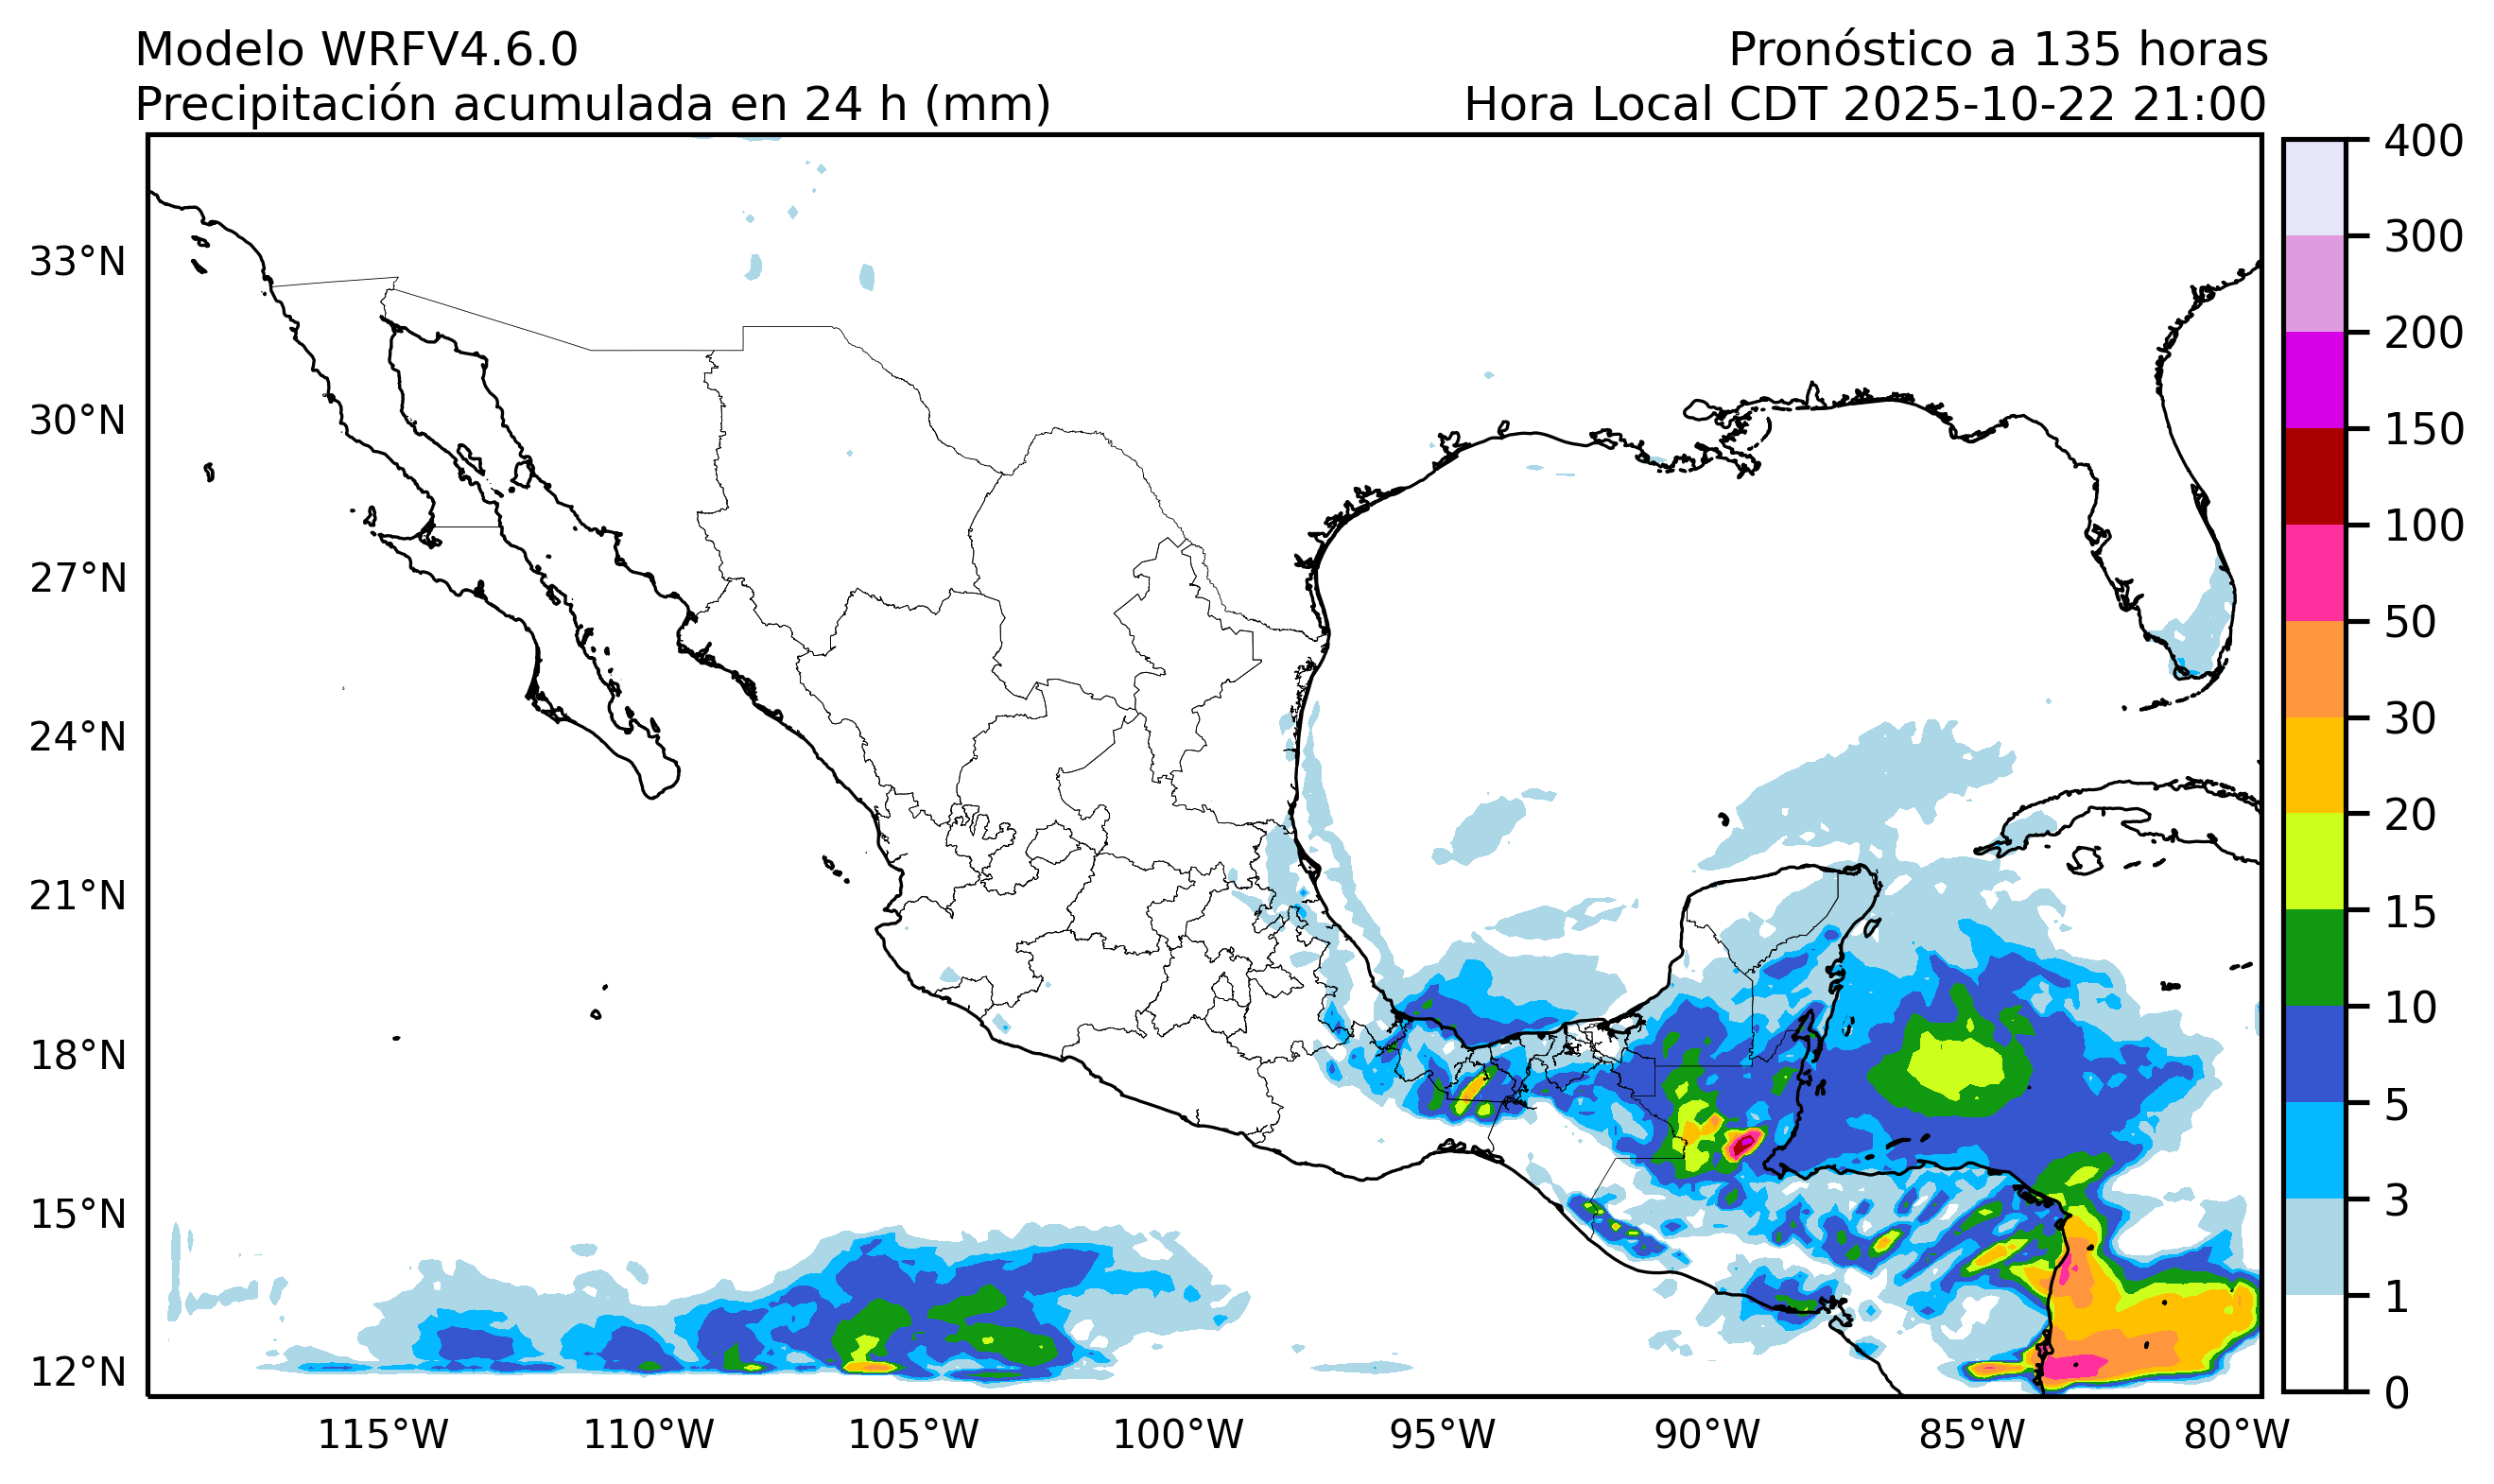 Modelo WRFV4.6.0
Pronóstico a 135 horas
Precipitación acumulada en 24 h (mm)
Hora Local CDT 2025-10-22 21:00
33°N
30°N
27°N
24°N
21°N
18°N
15°N
12°N
115°W
110°W
105°W
100°W
95°W
90°W
85°W
80°W
400
300
200
150
100
50
30
20
15
10
5
3
1
0